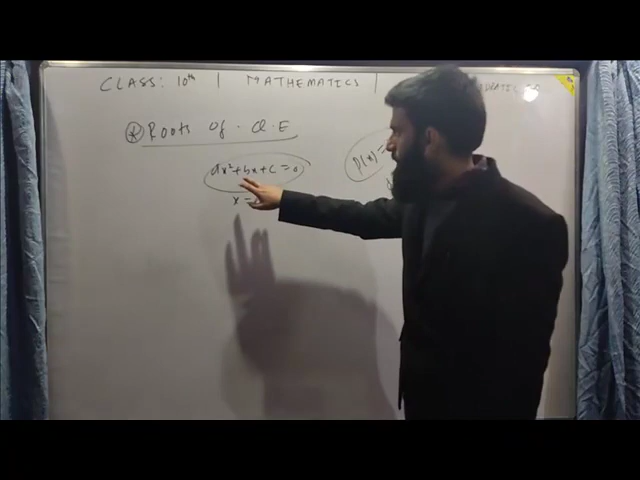 CLASS: 10th | MATHEMATICS |
* Roots of. Q.E
ax²+bx+c=0
p(x)=
x=